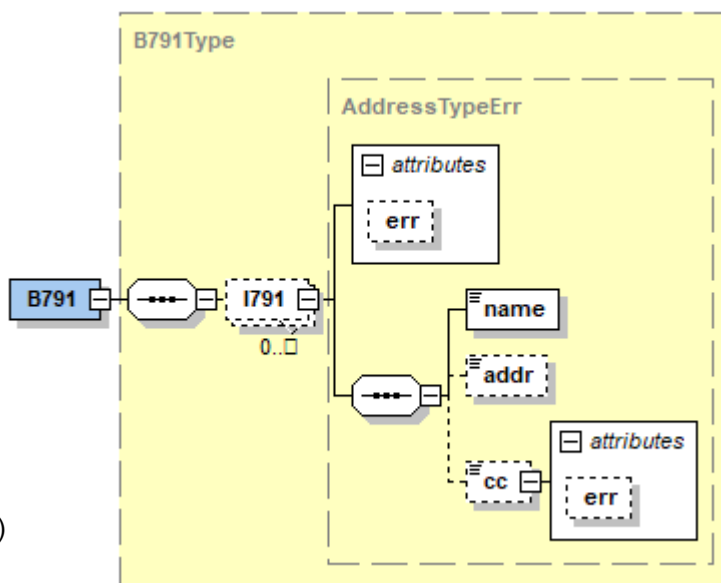 B791Type
AddressTypeErr
attributes
err
B791
I791
0..□
name
addr
cc
attributes
err
)